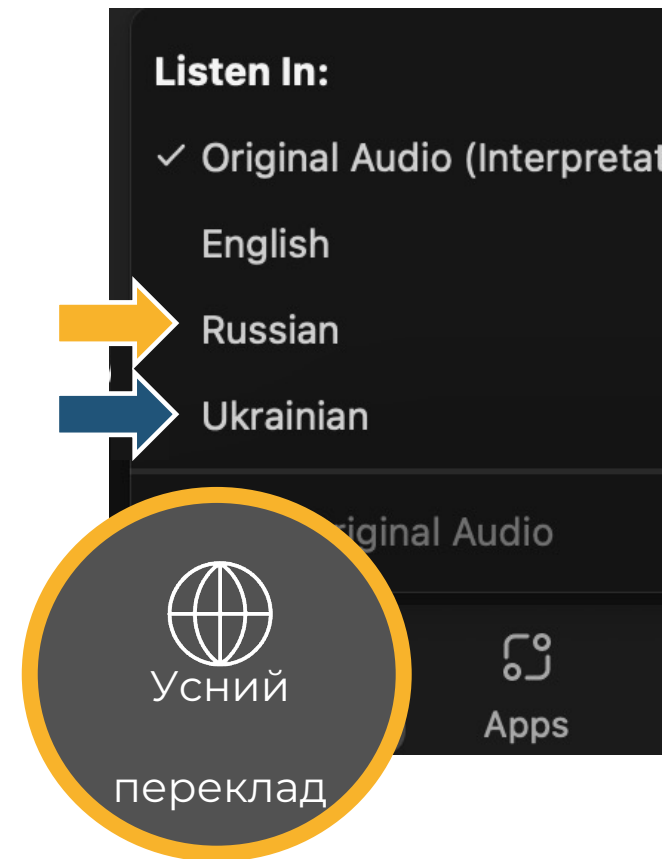 Listen In:
✓ Original Audio (Interpretat
English
Russian
Ukrainian
riginal Audio
Apps
Усний
переклад